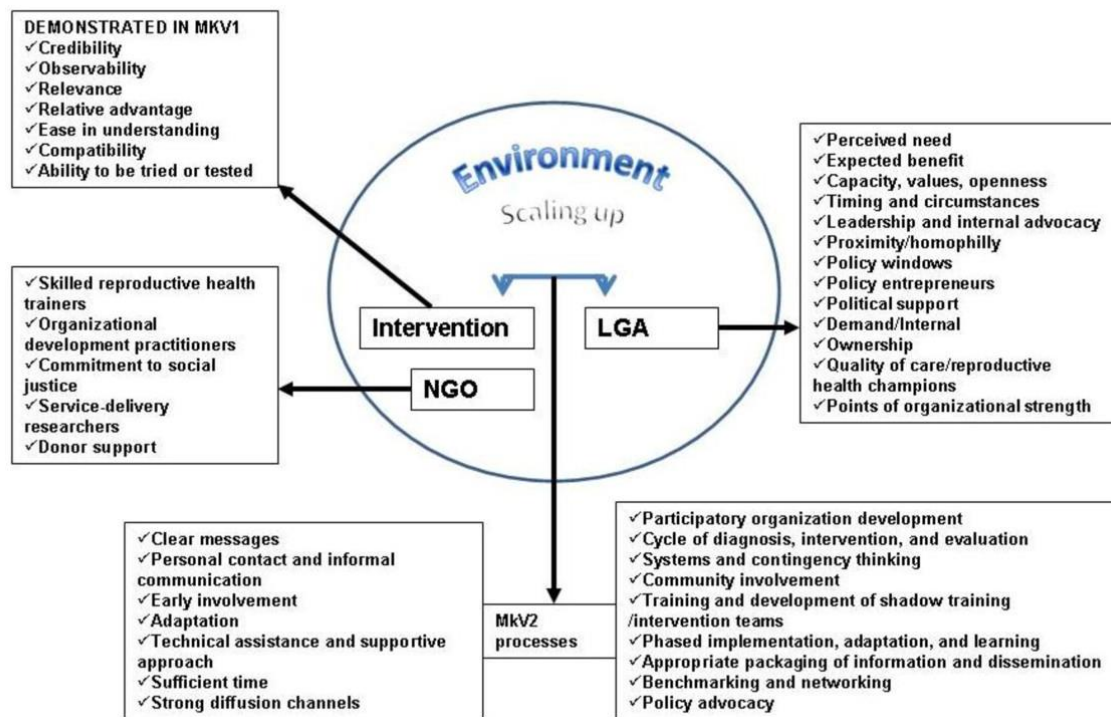 DEMONSTRATED IN MKV1
✓Credibility
✓Observability
✓Relevance
✓Relative advantage
✓Ease in understanding
✓Compatibility
✓Ability to be tried or tested
Environment
Scaling up
Intervention
LGA
NGO
✓Perceived need
✓Expected benefit
✓Capacity, values, openness
✓Timing and circumstances
✓Leadership and internal advocacy
✓Proximity/homophilly
✓Policy windows
✓Policy entrepreneurs
✓Political support
✓Demand/Internal
✓Ownership
✓Quality of care/reproductive
health champions
✓Points of organizational strength
✓Skilled reproductive health
trainers
✓Organizational
development practitioners
✓Commitment to social
justice
✓Service-delivery
researchers
✓Donor support
✓Clear messages
✓Personal contact and informal
communication
✓Early involvement
✓Adaptation
✓Technical assistance and supportive
approach
✓Sufficient time
✓Strong diffusion channels
MkV2
processes
✓Participatory organization development
✓Cycle of diagnosis, intervention, and evaluation
✓Systems and contingency thinking
✓Community involvement
✓Training and development of shadow training
/intervention teams
✓Phased implementation, adaptation, and learning
✓Appropriate packaging of information and dissemination
✓Benchmarking and networking
✓Policy advocacy